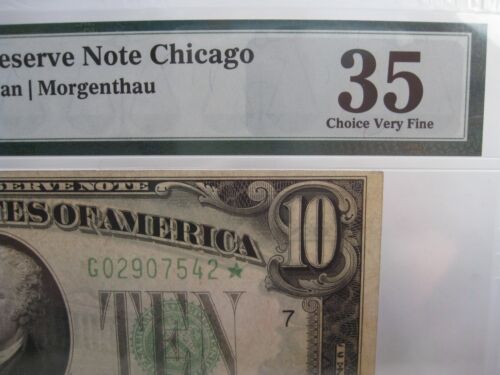 eserve Note Chicago
an | Morgenthau
35
Choice Very Fine
ERVE NOTE
ES OF AMERICA
10
G02907542★
7
TEN